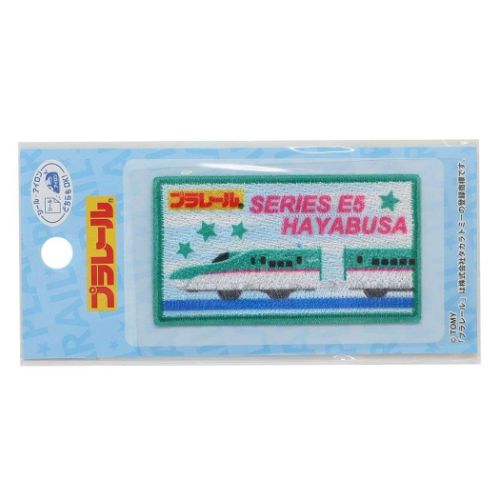 シール・アイロン
どちらもOK!
プラレール
プラレール
SERIES E5
HAYABUSA
© TOMY
「プラレール」は株式会社タカラトミーの登録商標です。